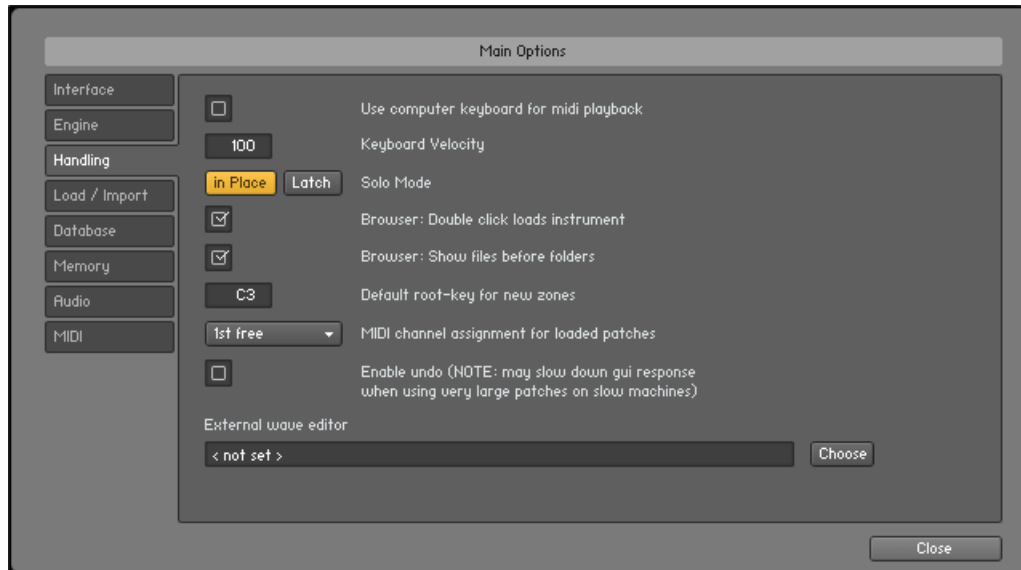 Main Options
Interface
Engine
Handling
Load / Import
Database
Memory
Audio
MIDI
Use computer keyboard for midi playback
100 Keyboard Velocity
in Place Latch Solo Mode
Browser: Double click loads instrument
Browser: Show files before folders
C3 Default root-key for new zones
1st free MIDI channel assignment for loaded patches
Enable undo (NOTE: may slow down gui response
when using very large patches on slow machines)
External wave editor
< not set > Choose
Close